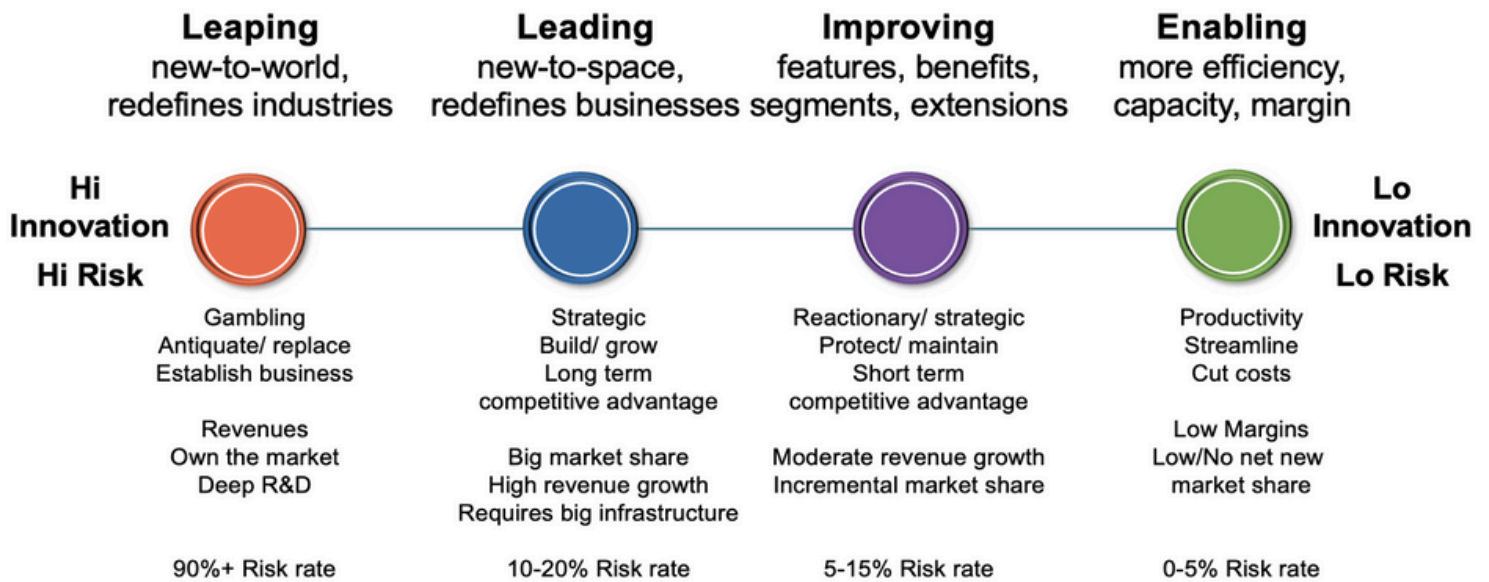 Leaping
new-to-world,
redefines industries
Leading
new-to-space,
redefines businesses
Improving
features, benefits,
segments, extensions
Enabling
more efficiency,
capacity, margin
Hi
Innovation
Hi Risk
Lo
Innovation
Lo Risk
Gambling
Antiquate/ replace
Establish business
Revenues
Own the market
Deep R&D
90%+ Risk rate
Strategic
Build/ grow
Long term
competitive advantage
Big market share
High revenue growth
Requires big infrastructure
10-20% Risk rate
Reactionary/ strategic
Protect/ maintain
Short term
competitive advantage
Moderate revenue growth
Incremental market share
5-15% Risk rate
Productivity
Streamline
Cut costs
Low Margins
Low/No net new
market share
0-5% Risk rate